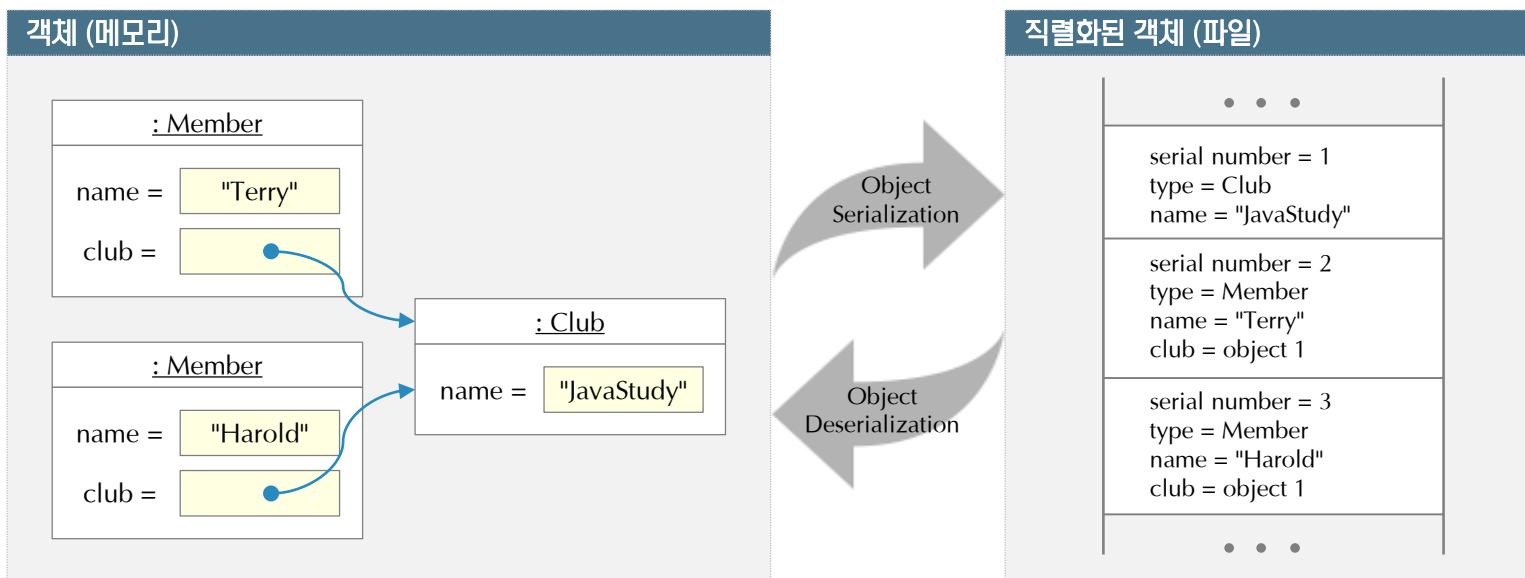 객체 (메모리)
: Member
name = "Terry"
club =
: Member
name = "Harold"
club =
: Club
name = "JavaStudy"
Object
Serialization
Object
Deserialization
직렬화된 객체 (파일)
• • •
serial number = 1
type = Club
name = "JavaStudy"
serial number = 2
type = Member
name = "Terry"
club = object 1
serial number = 3
type = Member
name = "Harold"
club = object 1
• • •